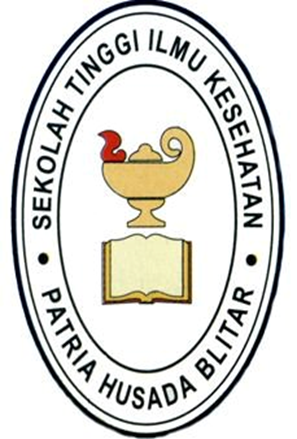 SEKOLAH TINGGI ILMU KESEHATAN
PATRIA HUSADA BLITAR